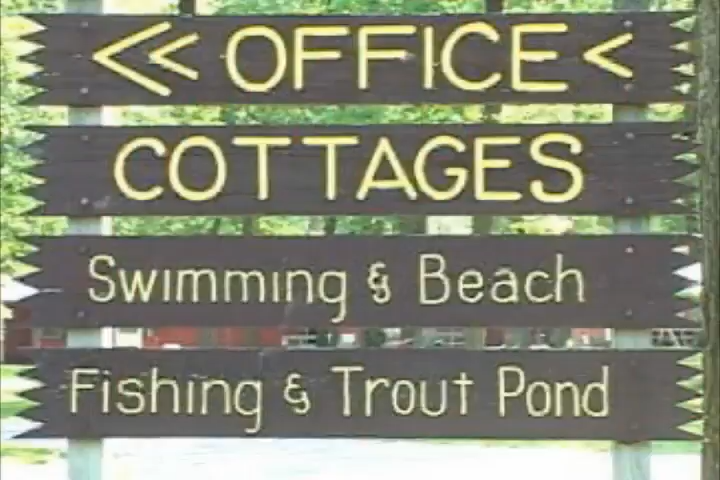 << OFFICE <
COTTAGES
Swimming & Beach
Fishing & Trout Pond